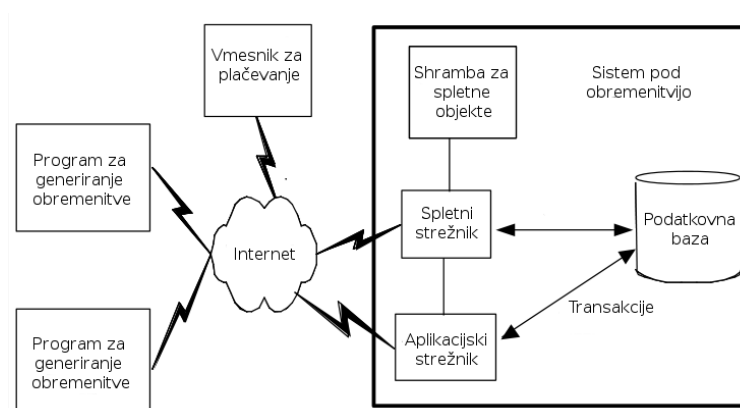 Vmesnik za
plačevanje
Shramba za
spletne
objekte
Sistem pod
obremenitvijo
Program za
generiranje
obremenitve
Spletni
strežnik
Podatkovna
baza
Internet
Transakcije
Program za
generiranje
obremenitve
Aplikacijski
strežnik